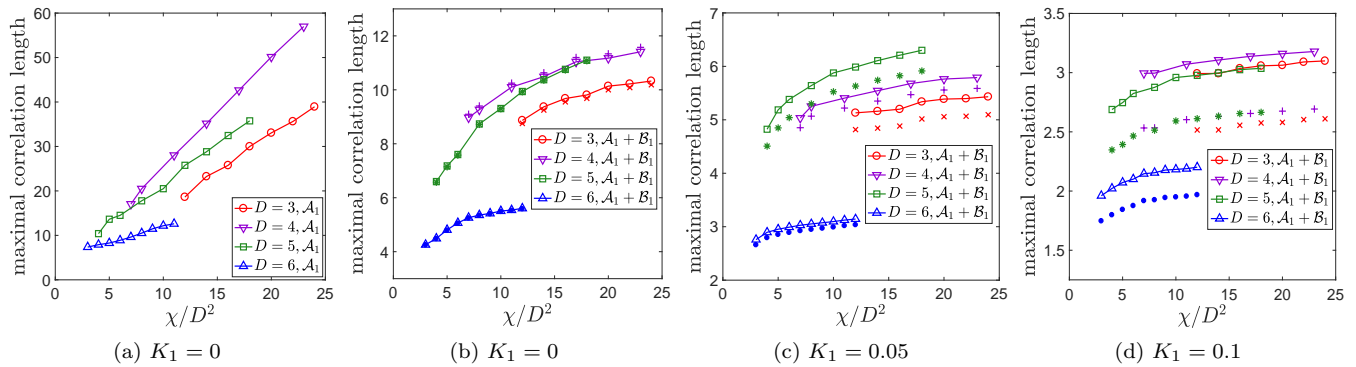 maximal correlation length
60
50
40
30
20
10
0
0 5 10 15 20 25
χ/D²
D = 3, 𝒜₁
D = 4, 𝒜₁
D = 5, 𝒜₁
D = 6, 𝒜₁
(a) K₁ = 0
maximal correlation length
12
10
8
6
4
0 5 10 15 20 25
χ/D²
D = 3, 𝒜₁ + ℬ₁
D = 4, 𝒜₁ + ℬ₁
D = 5, 𝒜₁ + ℬ₁
D = 6, 𝒜₁ + ℬ₁
(b) K₁ = 0
maximal correlation length
7
6
5
4
3
2
0 5 10 15 20 25
χ/D²
D = 3, 𝒜₁ + ℬ₁
D = 4, 𝒜₁ + ℬ₁
D = 5, 𝒜₁ + ℬ₁
D = 6, 𝒜₁ + ℬ₁
(c) K₁ = 0.05
maximal correlation length
3.5
3
2.5
2
1.5
0 5 10 15 20 25
χ/D²
D = 3, 𝒜₁ + ℬ₁
D = 4, 𝒜₁ + ℬ₁
D = 5, 𝒜₁ + ℬ₁
D = 6, 𝒜₁ + ℬ₁
(d) K₁ = 0.1